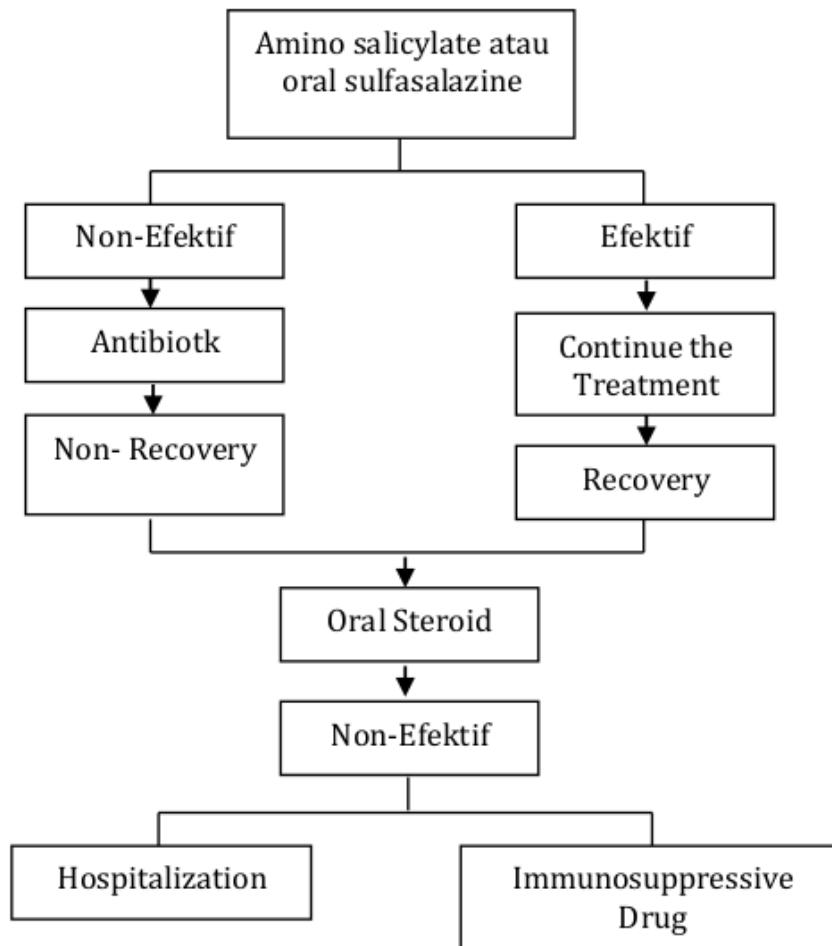 Amino salicylate atau
oral sulfasalazine
Non-Efektif
Efektif
Antibiotk
Continue the
Treatment
Non- Recovery
Recovery
Oral Steroid
Non-Efektif
Hospitalization
Immunosuppressive
Drug